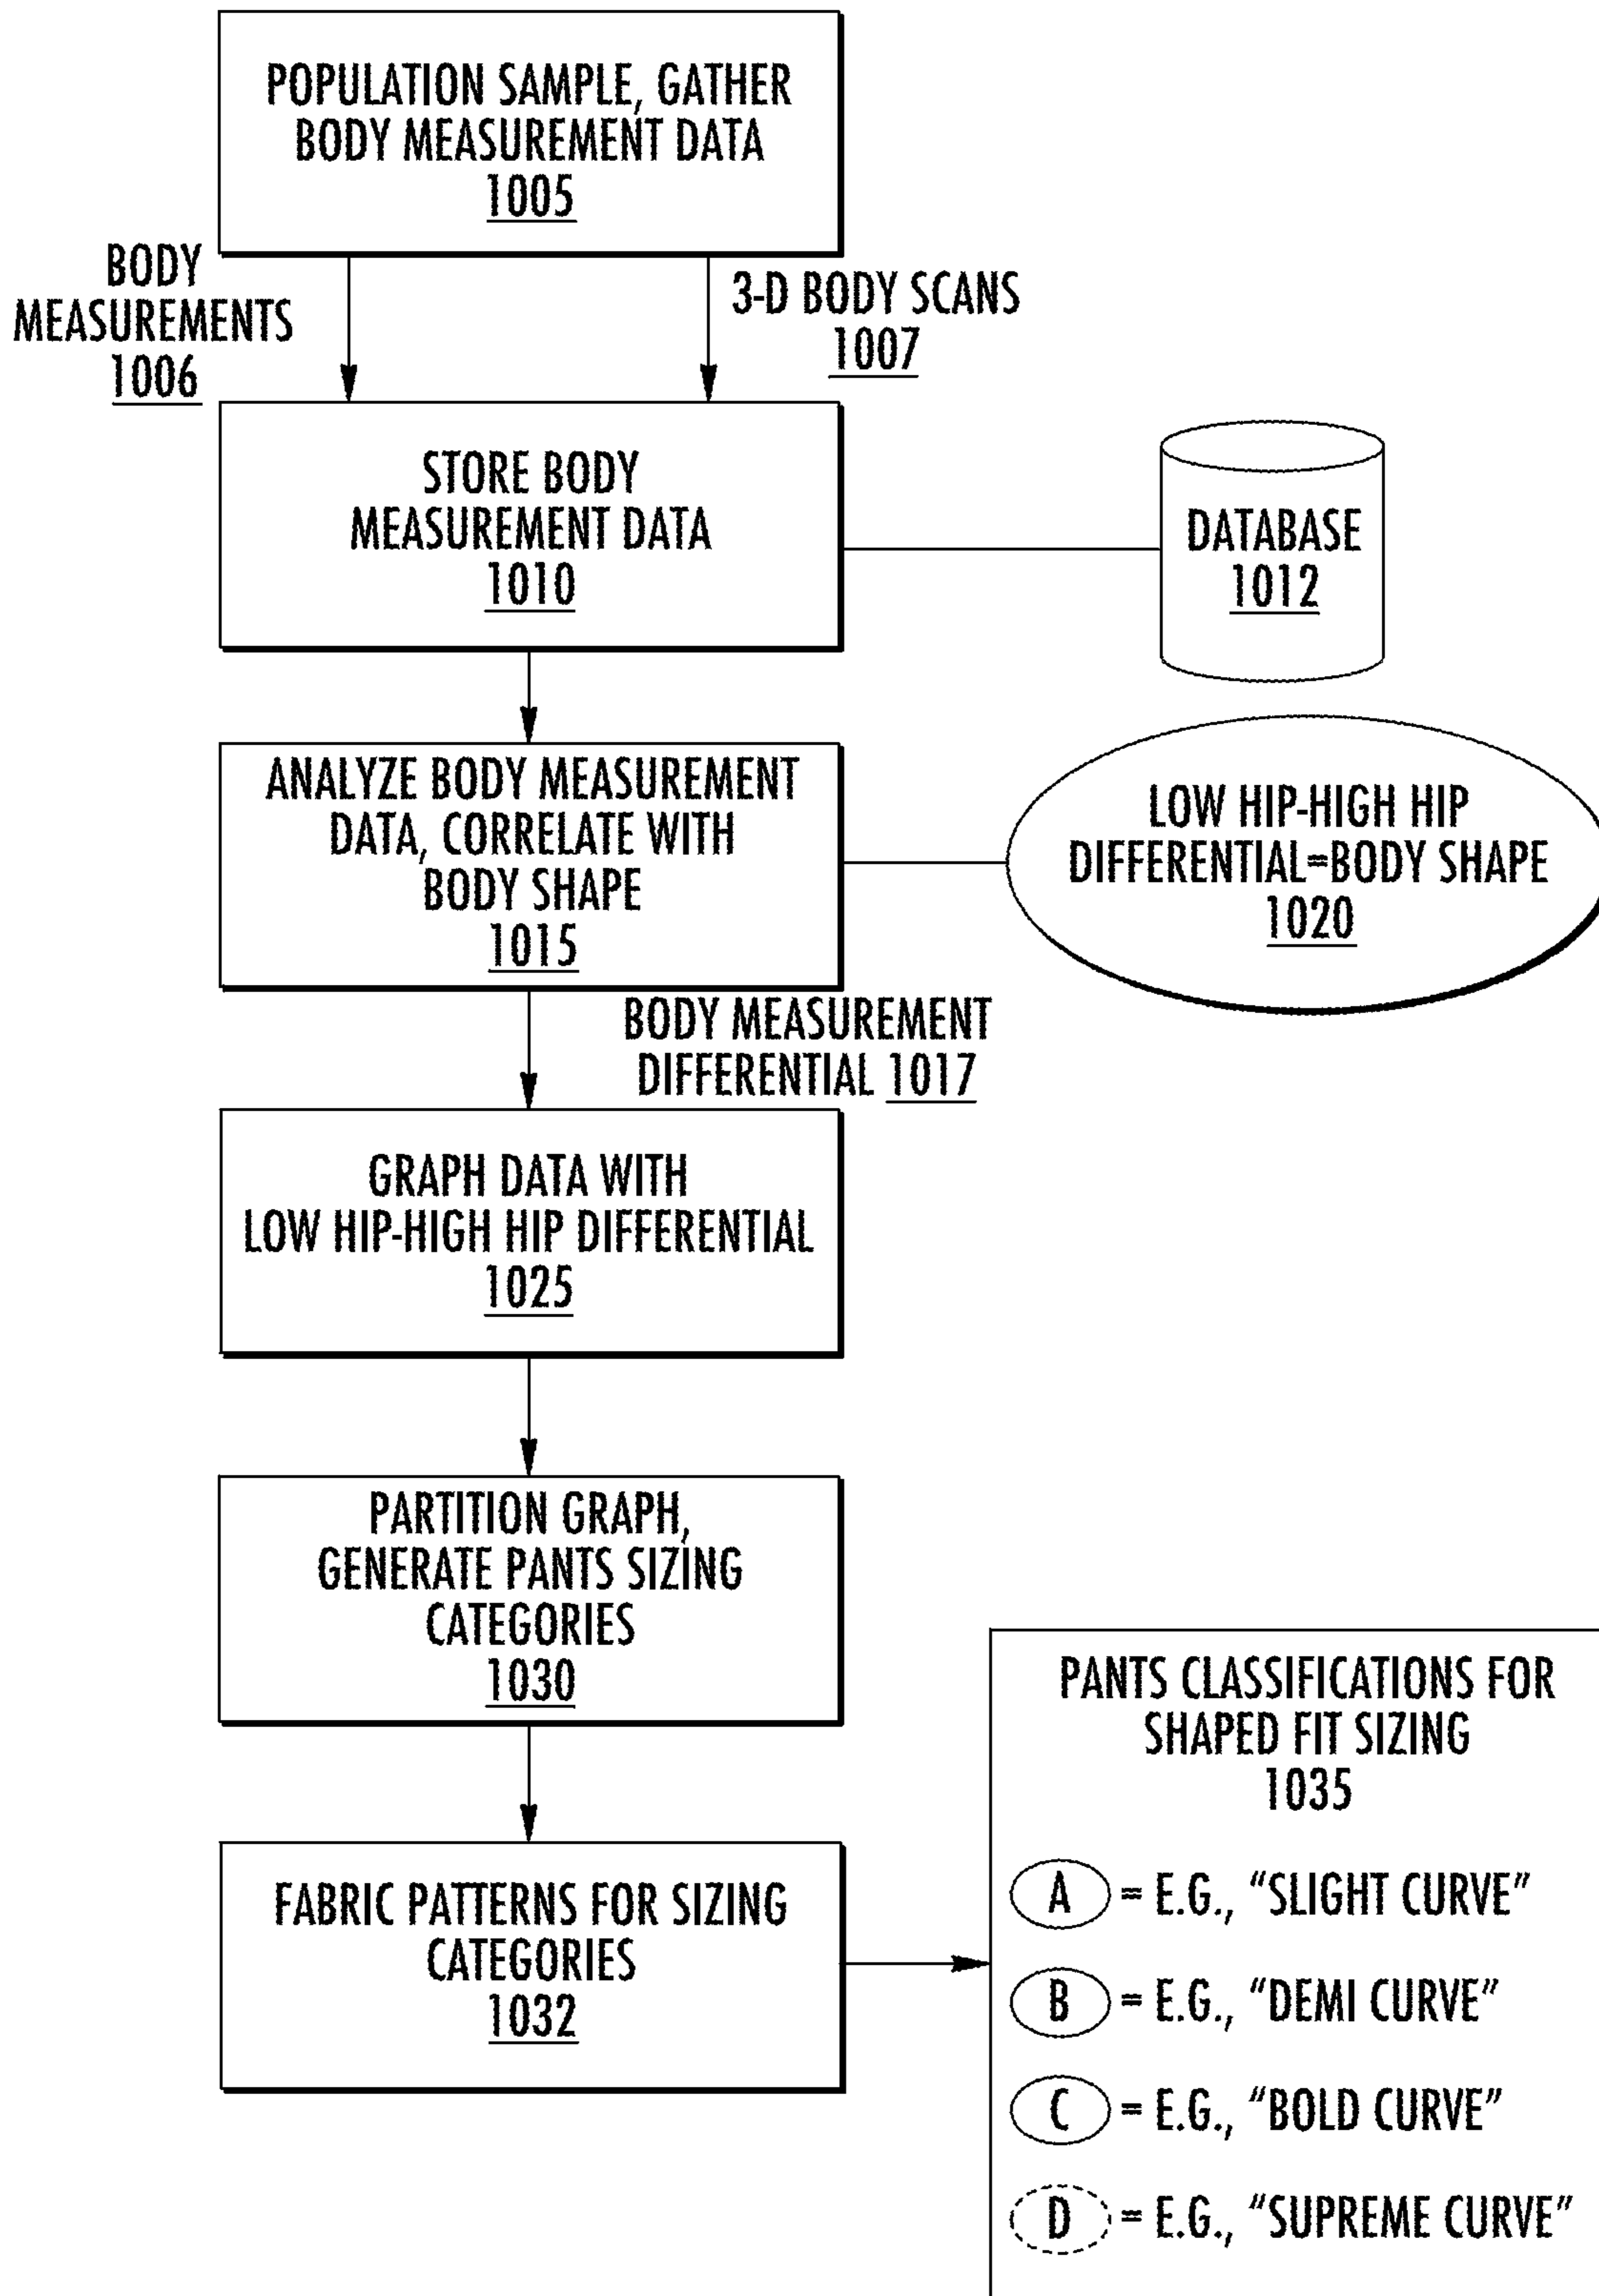 POPULATION SAMPLE, GATHER
BODY MEASUREMENT DATA
1005
BODY
MEASUREMENTS
1006
3-D BODY SCANS
1007
STORE BODY
MEASUREMENT DATA
1010
DATABASE
1012
ANALYZE BODY MEASUREMENT
DATA, CORRELATE WITH
BODY SHAPE
1015
LOW HIP-HIGH HIP
DIFFERENTIAL=BODY SHAPE
1020
BODY MEASUREMENT
DIFFERENTIAL 1017
GRAPH DATA WITH
LOW HIP-HIGH HIP DIFFERENTIAL
1025
PARTITION GRAPH,
GENERATE PANTS SIZING
CATEGORIES
1030
FABRIC PATTERNS FOR SIZING
CATEGORIES
1032
PANTS CLASSIFICATIONS FOR
SHAPED FIT SIZING
1035
A = E.G., "SLIGHT CURVE"
B = E.G., "DEMI CURVE"
C = E.G., "BOLD CURVE"
D = E.G., "SUPREME CURVE"